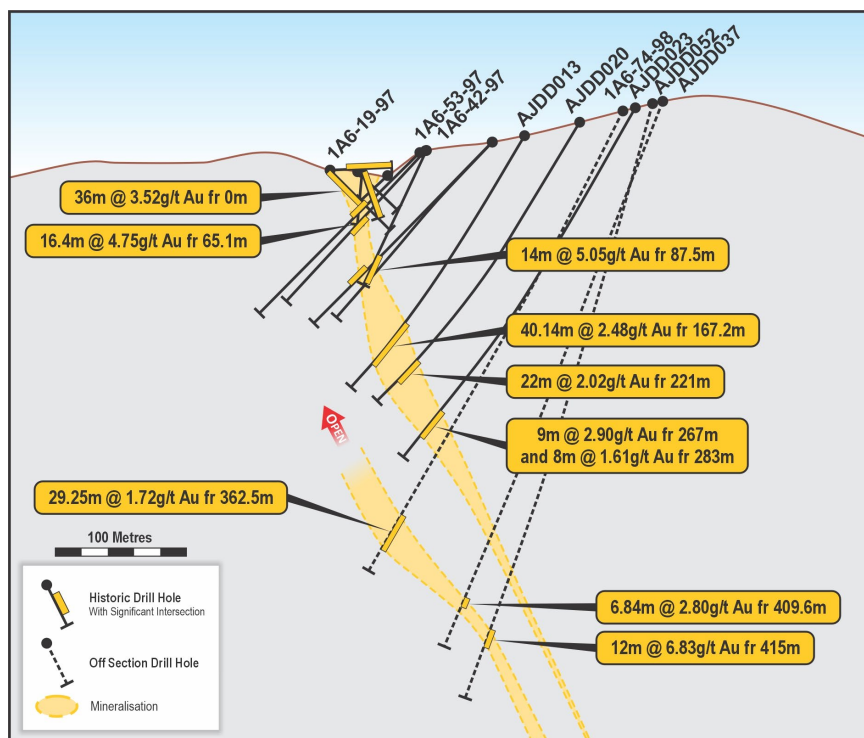 1A6-19-97
1A6-53-97
1A6-42-97
AJDD013
AJDD020
1A6-74-98
AJDD023
AJDD052
AJDD037
36m @ 3.52g/t Au fr 0m
16.4m @ 4.75g/t Au fr 65.1m
14m @ 5.05g/t Au fr 87.5m
40.14m @ 2.48g/t Au fr 167.2m
22m @ 2.02g/t Au fr 221m
9m @ 2.90g/t Au fr 267m
and 8m @ 1.61g/t Au fr 283m
OPEN
29.25m @ 1.72g/t Au fr 362.5m
100 Metres
6.84m @ 2.80g/t Au fr 409.6m
12m @ 6.83g/t Au fr 415m
Historic Drill Hole
With Significant Intersection
Off Section Drill Hole
Mineralisation